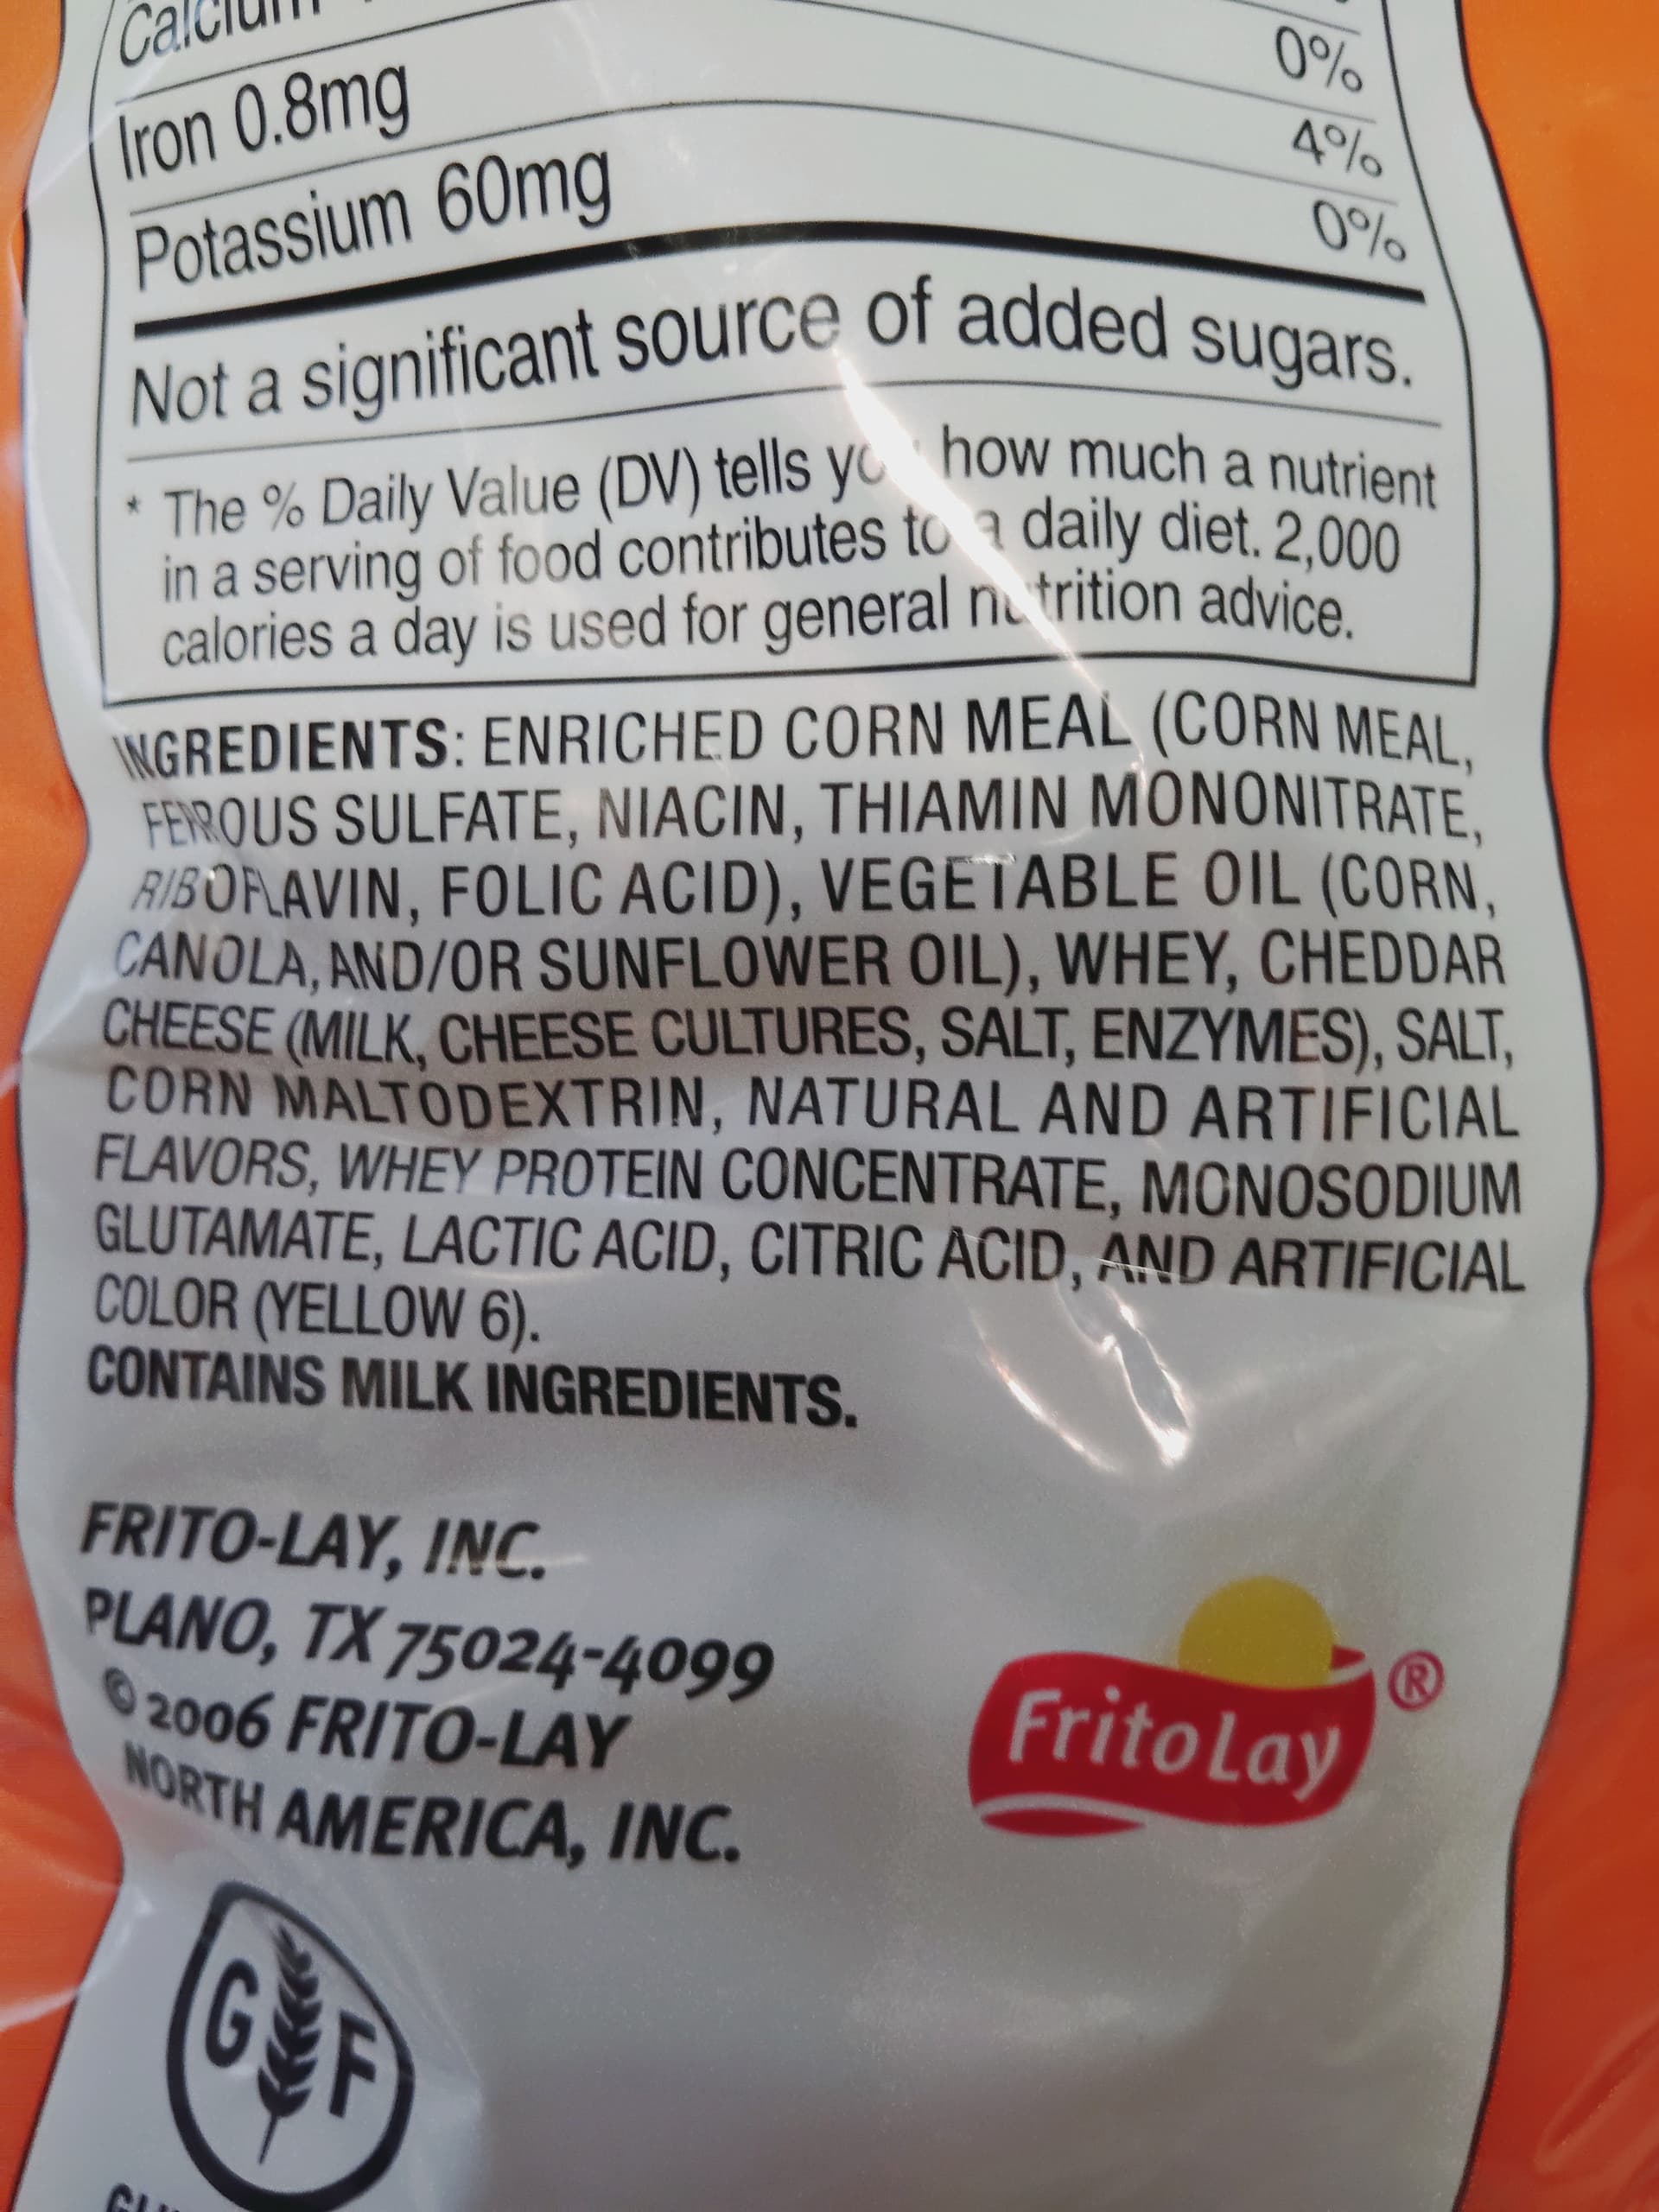 Calcium
0%
Iron 0.8mg 4%
Potassium 60mg 0%
Not a significant source of added sugars.
* The % Daily Value (DV) tells you how much a nutrient
in a serving of food contributes to a daily diet. 2,000
calories a day is used for general nutrition advice.
INGREDIENTS: ENRICHED CORN MEAL (CORN MEAL,
FERROUS SULFATE, NIACIN, THIAMIN MONONITRATE,
RIBOFLAVIN, FOLIC ACID), VEGETABLE OIL (CORN,
CANOLA, AND/OR SUNFLOWER OIL), WHEY, CHEDDAR
CHEESE (MILK, CHEESE CULTURES, SALT, ENZYMES), SALT,
CORN MALTODEXTRIN, NATURAL AND ARTIFICIAL
FLAVORS, WHEY PROTEIN CONCENTRATE, MONOSODIUM
GLUTAMATE, LACTIC ACID, CITRIC ACID, AND ARTIFICIAL
COLOR (YELLOW 6).
CONTAINS MILK INGREDIENTS.
FRITO-LAY, INC.
PLANO, TX 75024-4099
© 2006 FRITO-LAY
NORTH AMERICA, INC.
FritoLay®
G F